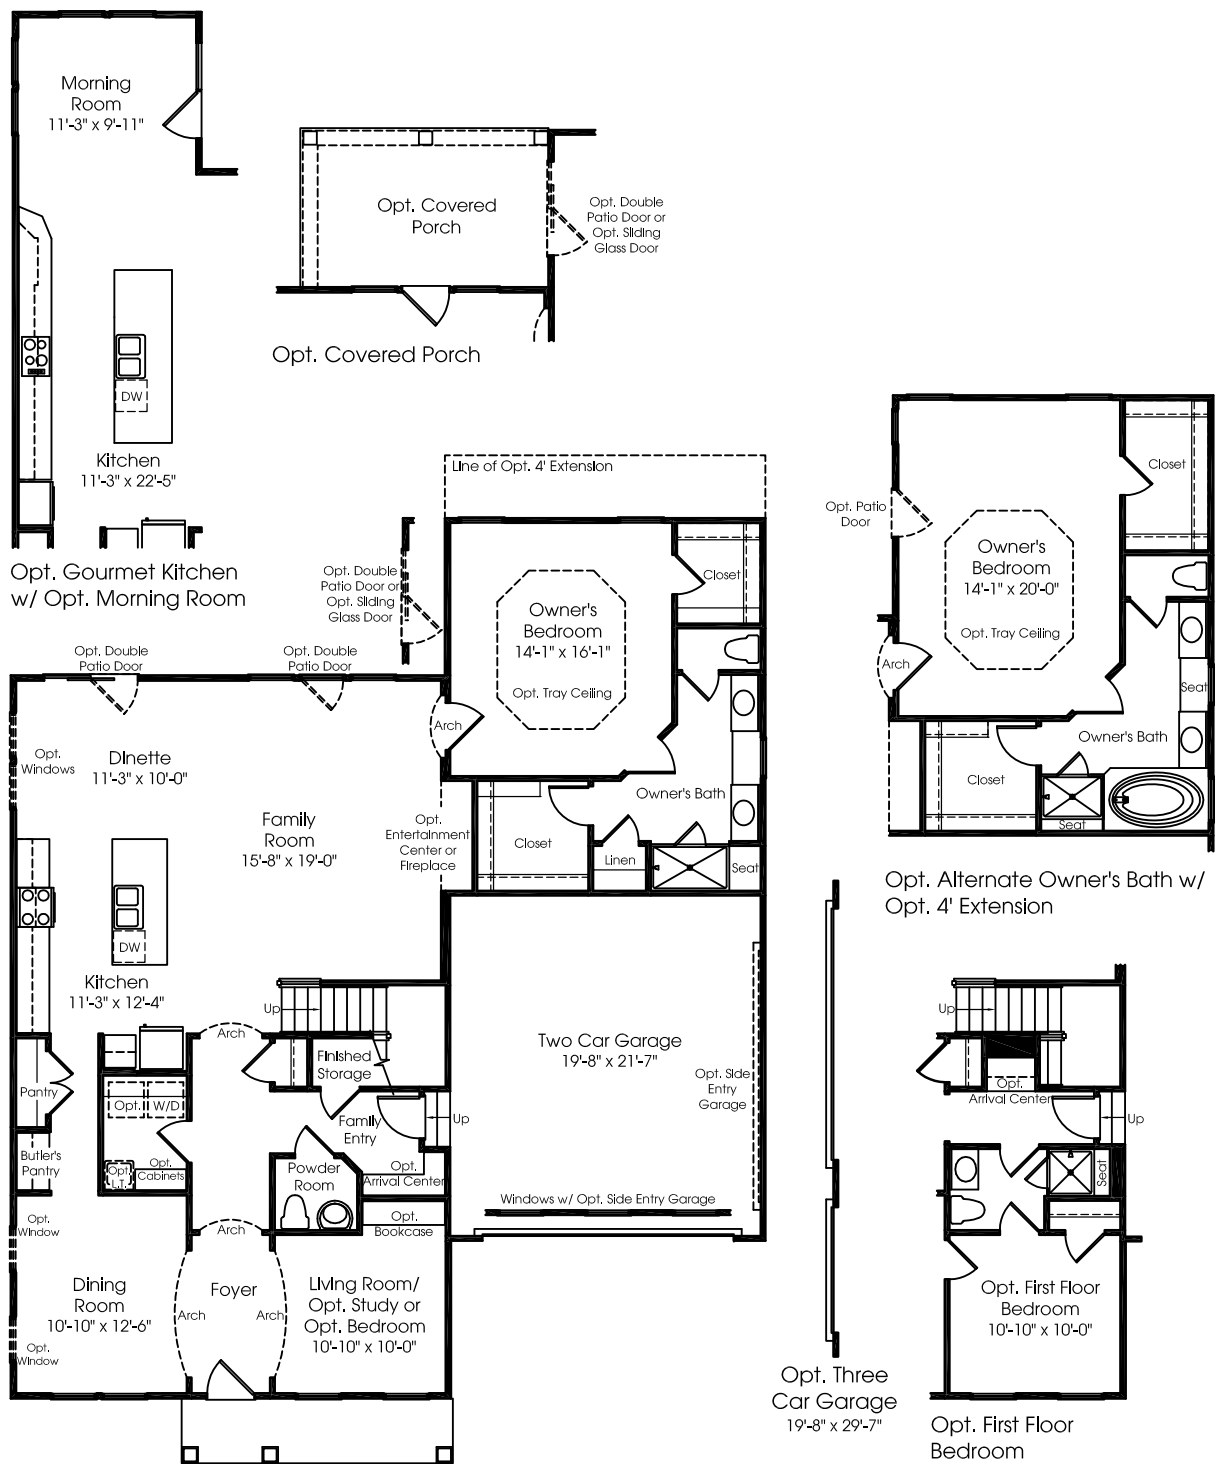 Morning
Room
11'-3" x 9'-11"
DW
Kitchen
11'-3" x 22'-5"
Opt. Gourmet Kitchen
w/ Opt. Morning Room
Opt. Covered
Porch
Opt. Double
Patio Door or
Opt. Sliding
Glass Door
Opt. Covered Porch
Line of Opt. 4' Extension
Opt. Double
Patio Door or
Opt. Sliding
Glass Door
Closet
Owner's
Bedroom
14'-1" x 16'-1"
Opt. Tray Ceiling
Arch
Opt. Double
Patio Door
Opt. Double
Patio Door
Opt.
Windows
Dinette
11'-3" x 10'-0"
Family
Room
15'-8" x 19'-0"
Opt.
Entertainment
Center or
Fireplace
Owner's Bath
Closet
Linen
Seat
DW
Kitchen
11'-3" x 12'-4"
Up
Arch
Finished
Storage
Pantry
Opt.
W/D
Family
Entry
Up
Butler's
Pantry
Opt.
L.T.
Opt.
Cabinets
Powder
Room
Opt.
Arrival Center
Two Car Garage
19'-8" x 21'-7"
Opt. Side
Entry
Garage
Windows w/ Opt. Side Entry Garage
Opt.
Window
Arch
Opt.
Bookcase
Dining
Room
10'-10" x 12'-6"
Opt.
Window
Foyer
Arch
Arch
Living Room/
Opt. Study or
Opt. Bedroom
10'-10" x 10'-0"
Closet
Opt. Patio
Door
Owner's
Bedroom
14'-1" x 20'-0"
Opt. Tray Ceiling
Arch
Seat
Owner's Bath
Closet
Seat
Opt. Alternate Owner's Bath w/
Opt. 4' Extension
Opt. Three
Car Garage
19'-8" x 29'-7"
Up
Opt.
Arrival Center
Up
Seat
Opt. First Floor
Bedroom
10'-10" x 10'-0"
Opt. First Floor
Bedroom